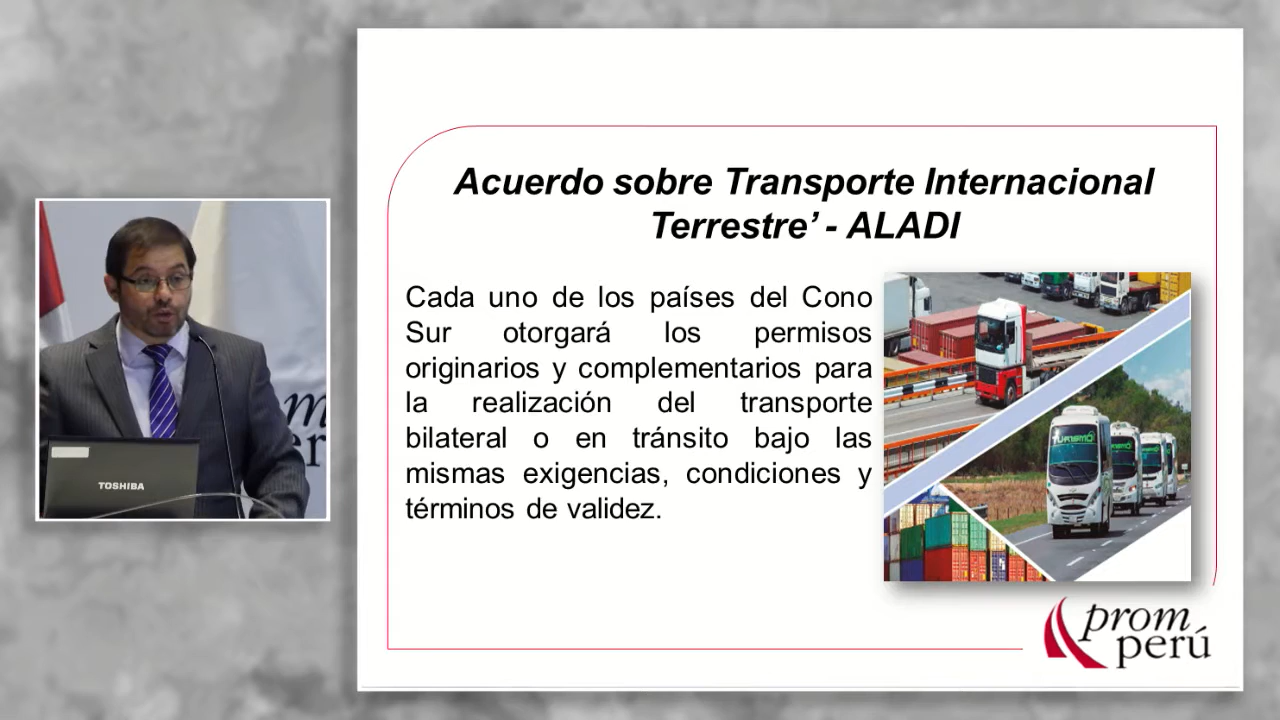 Acuerdo sobre Transporte Internacional
Terrestre’ - ALADI
Cada uno de los países del Cono
Sur otorgará los permisos
originarios y complementarios para
la realización del transporte
bilateral o en tránsito bajo las
mismas exigencias, condiciones y
términos de validez.
TURISMO
TOSHIBA
prom
perú